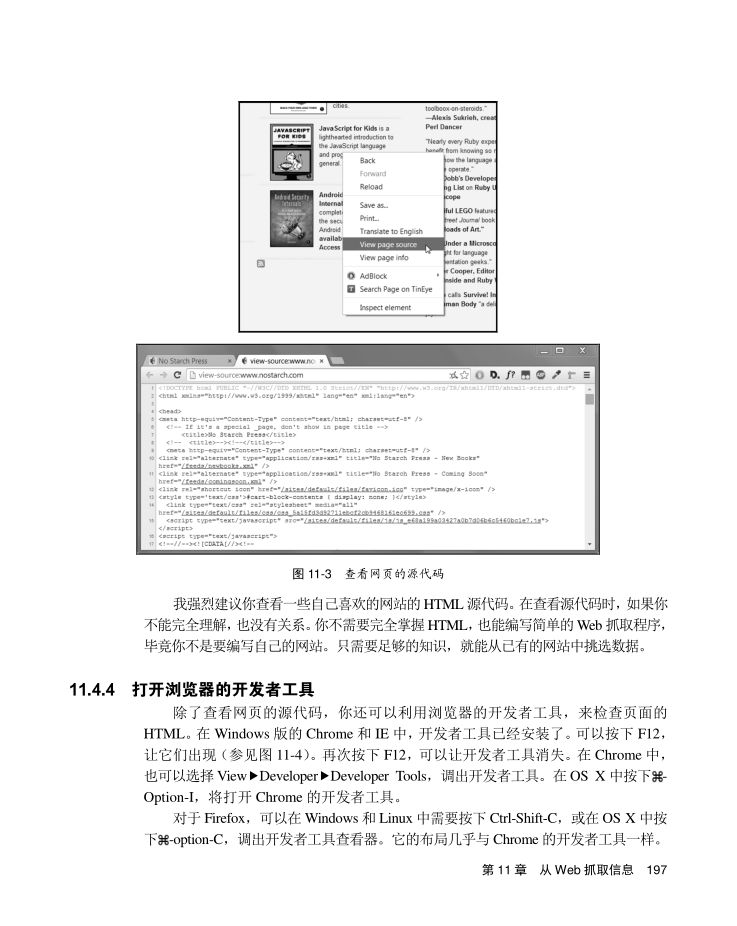 cities.
JavaScript for Kids is a
lighthearted introduction to
the JavaScript language
and prog
general.
JAVASCRIPT
FOR KIDS
Android
Internal
complet
the secu
Android
availab
Access
Android Security
Internals
Back
Forward
Reload
Save as...
Print...
Translate to English
View page source
View page info
AdBlock
Search Page on TinEye
Inspect element
toolboox-on-steroids."
—Alexis Sukrieh, creat
Perl Dancer
"Nearly every Ruby exper
benefit from knowing so r
how the language a
operate."
Dobb's Developer
ng List on Ruby U
scope
iful LEGO featured
treet Journal book
loads of Art."
Under a Microsco
ght for language
entation geeks."
er Cooper, Editor
nside and Ruby
calls Survive! In
man Body "a deli
No Starch Press × view-source:www.no ×
view-source:www.nostarch.com
1 <!DOCTYPE html PUBLIC "-//W3C//DTD XHTML 1.0 Strict//EN" "http://www.w3.org/TR/xhtml1/DTD/xhtml1-strict.dtd">
2 <html xmlns="http://www.w3.org/1999/xhtml" lang="en" xml:lang="en">
3
4 <head>
5 <meta http-equiv="Content-Type" content="text/html; charset=utf-8" />
6 <!-- If it's a special _page, don't show in page title -->
7 <title>No Starch Press</title>
8 <!-- <title>--><!--</title>-->
9 <meta http-equiv="Content-Type" content="text/html; charset=utf-8" />
10 <link rel="alternate" type="application/rss+xml" title="No Starch Press - New Books"
href="/feeds/newbooks.xml" />
11 <link rel="alternate" type="application/rss+xml" title="No Starch Press - Coming Soon"
href="/feeds/comingsoon.xml" />
12 <link rel="shortcut icon" href="/sites/default/files/favicon.ico" type="image/x-icon" />
13 <style type='text/css'>#cart-block-contents { display: none; }</style>
14 <link type="text/css" rel="stylesheet" media="all"
href="/sites/default/files/css/css_5a15fd3d92711ebcf2cb9468161ec699.css" />
15 <script type="text/javascript" src="/sites/default/files/js/js_e68a199a03427a0b7d06b6c5460bc1e7.js">
</script>
16 <script type="text/javascript">
17 <!--//--><![CDATA[//><!--
图 11-3 查看网页的源代码
我强烈建议你查看一些自己喜欢的网站的 HTML 源代码。在查看源代码时，如果你
不能完全理解，也没有关系。你不需要完全掌握 HTML，也能编写简单的 Web 抓取程序，
毕竟你不是要编写自己的网站。只需要足够的知识，就能从已有的网站中挑选数据。
11.4.4 打开浏览器的开发者工具
除了查看网页的源代码，你还可以利用浏览器的开发者工具，来检查页面的
HTML。在 Windows 版的 Chrome 和 IE 中，开发者工具已经安装了。可以按下 F12，
让它们出现（参见图 11-4）。再次按下 F12，可以让开发者工具消失。在 Chrome 中，
也可以选择 View▶Developer▶Developer Tools，调出开发者工具。在 OS X 中按下⌘-
Option-I，将打开 Chrome 的开发者工具。
对于 Firefox，可以在 Windows 和 Linux 中需要按下 Ctrl-Shift-C，或在 OS X 中按
下⌘-option-C，调出开发者工具查看器。它的布局几乎与 Chrome 的开发者工具一样。
第 11 章 从 Web 抓取信息 197